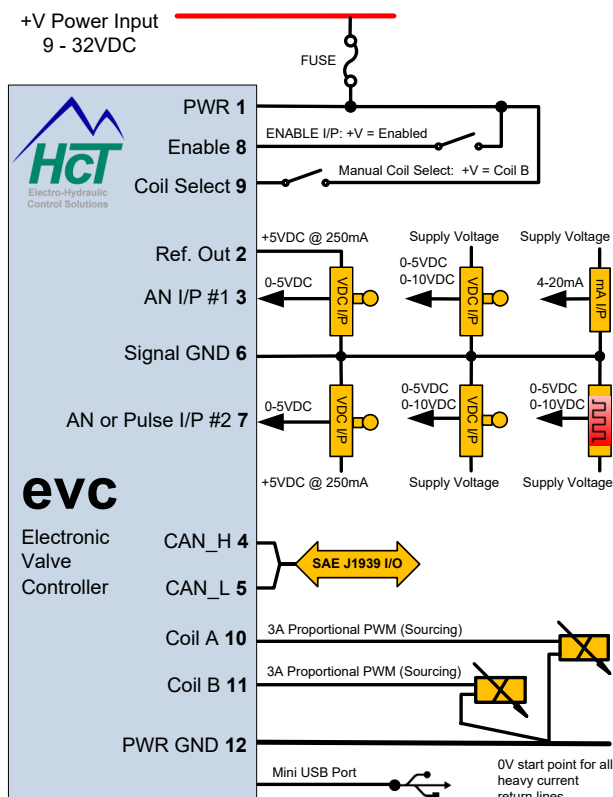 +V Power Input
9 - 32VDC
FUSE
PWR 1
Enable 8
ENABLE I/P: +V = Enabled
Coil Select 9
Manual Coil Select: +V = Coil B
HCT
Electro-Hydraulic
Control Solutions
Ref. Out 2
+5VDC @ 250mA
Supply Voltage
Supply Voltage
AN I/P #1 3
0-5VDC
VDC I/P
0-5VDC
0-10VDC
VDC I/P
4-20mA
mA I/P
Signal GND 6
AN or Pulse I/P #2 7
0-5VDC
VDC I/P
0-5VDC
0-10VDC
VDC I/P
0-5VDC
0-10VDC
+5VDC @ 250mA
Supply Voltage
Supply Voltage
evc
Electronic
Valve
Controller
CAN_H 4
CAN_L 5
SAE J1939 I/O
Coil A 10
3A Proportional PWM (Sourcing)
Coil B 11
3A Proportional PWM (Sourcing)
PWR GND 12
Mini USB Port
0V start point for all
heavy current
return lines